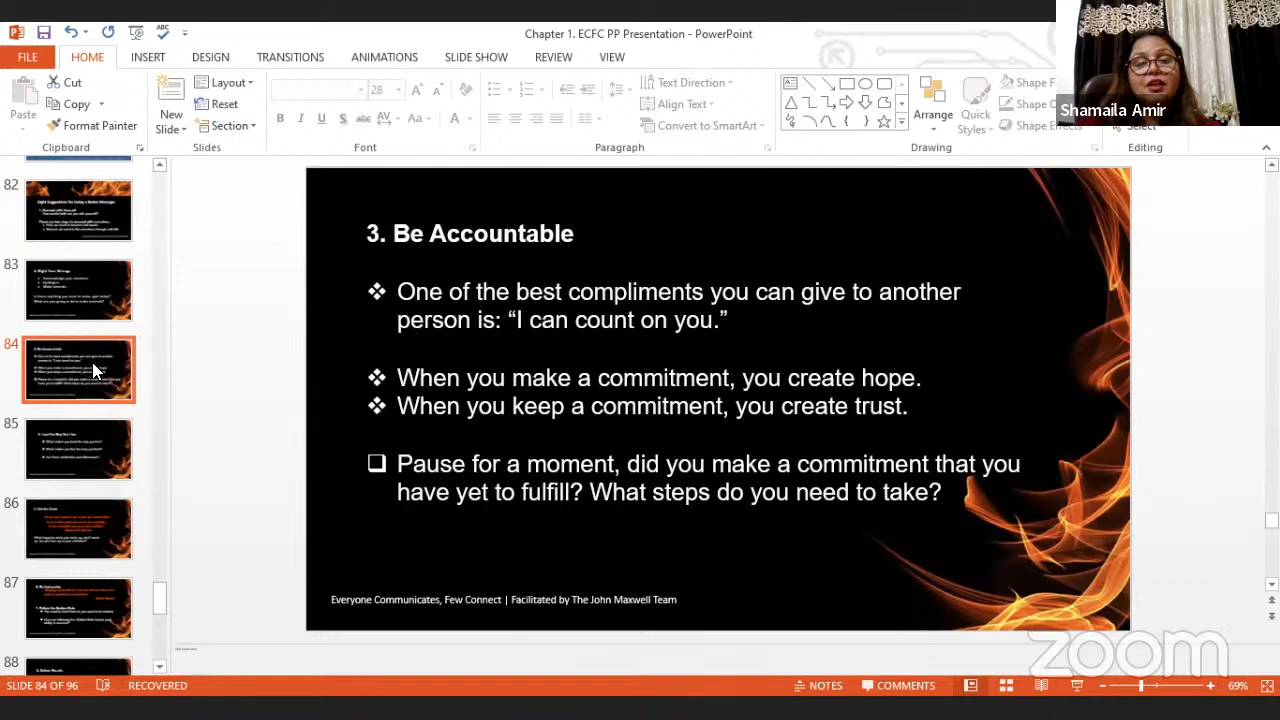 Chapter 1. ECFC PP Presentation - PowerPoint
FILE HOME INSERT DESIGN TRANSITIONS ANIMATIONS SLIDE SHOW REVIEW VIEW
Shamaila Amir
Paste
Cut
Copy
Format Painter
Clipboard
New Slide
Layout
Reset
Section
Slides
28
Font
Text Direction
Align Text
Convert to SmartArt
Paragraph
Arrange
Quick Styles
Shape
Shape
Shape Effects
Drawing
Select
Editing
82
83
84
85
86
87
88
3. Be Accountable
❖ One of the best compliments you can give to another
person is: “I can count on you.”
❖ When you make a commitment, you create hope.
❖ When you keep a commitment, you create trust.
❑ Pause for a moment, did you make a commitment that you
have yet to fulfill? What steps do you need to take?
Everyone Communicates, Few Connect | Facilitated by The John Maxwell Team
zoom
SLIDE 84 OF 96 RECOVERED NOTES COMMENTS 69%